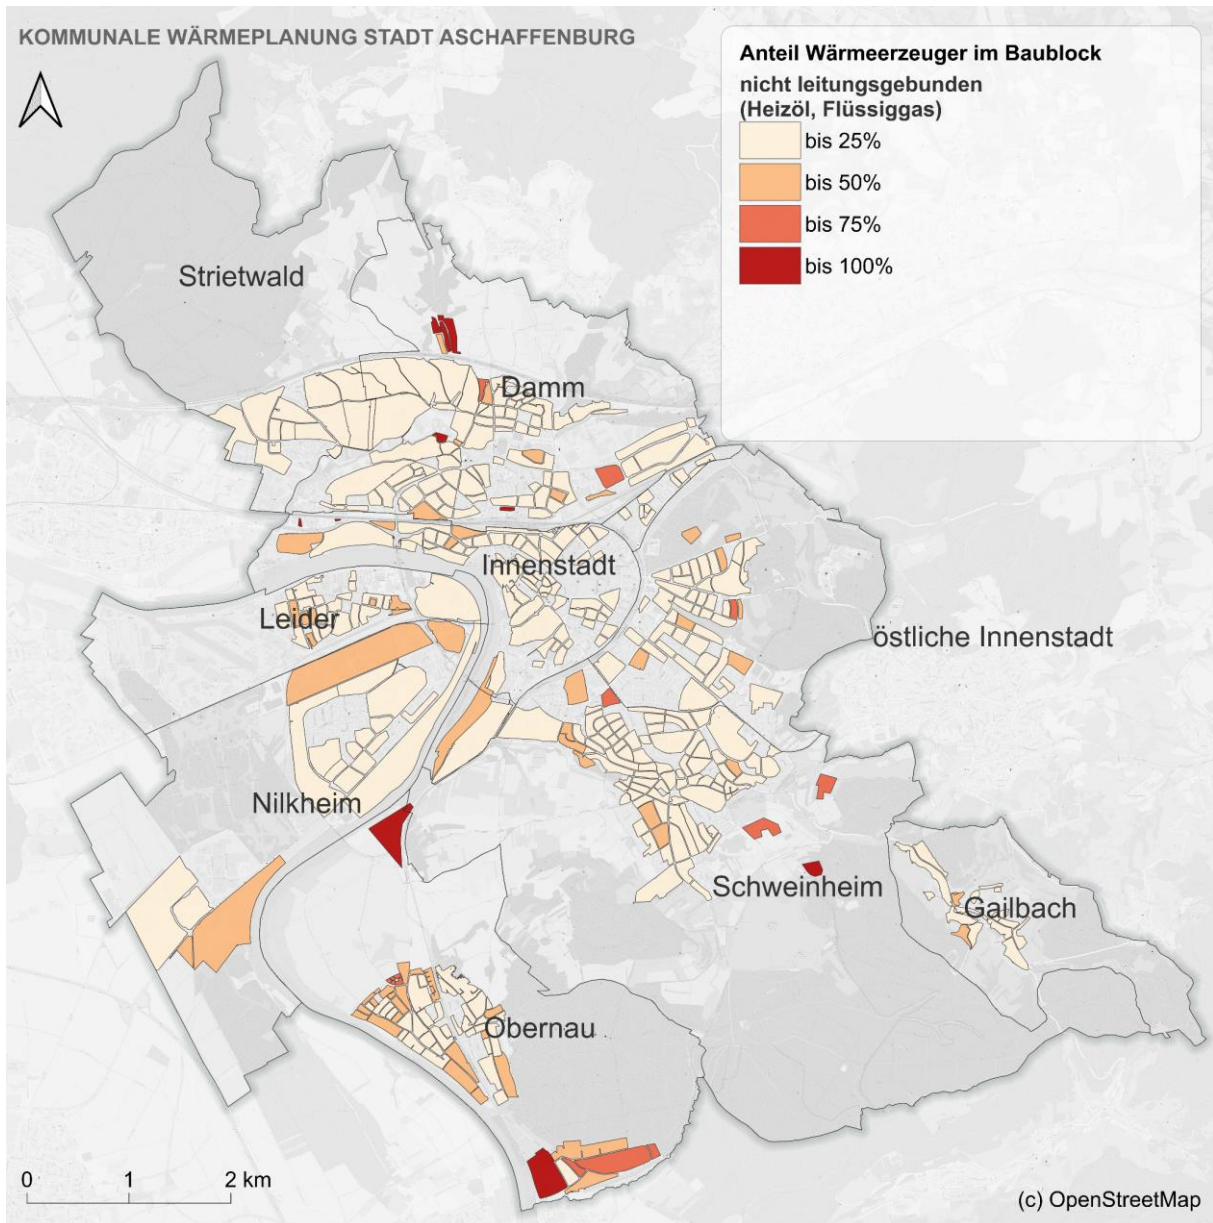 KOMMUNALE WÄRMEPLANUNG STADT ASCHAFFENBURG
Anteil Wärmeerzeuger im Baublock
nicht leitungsgebunden
(Heizöl, Flüssiggas)
bis 25%
bis 50%
bis 75%
bis 100%
Strietwald
Damm
Innenstadt
Leider
östliche Innenstadt
Nilkheim
Schweinheim
Gailbach
Obernau
0 1 2 km
(c) OpenStreetMap